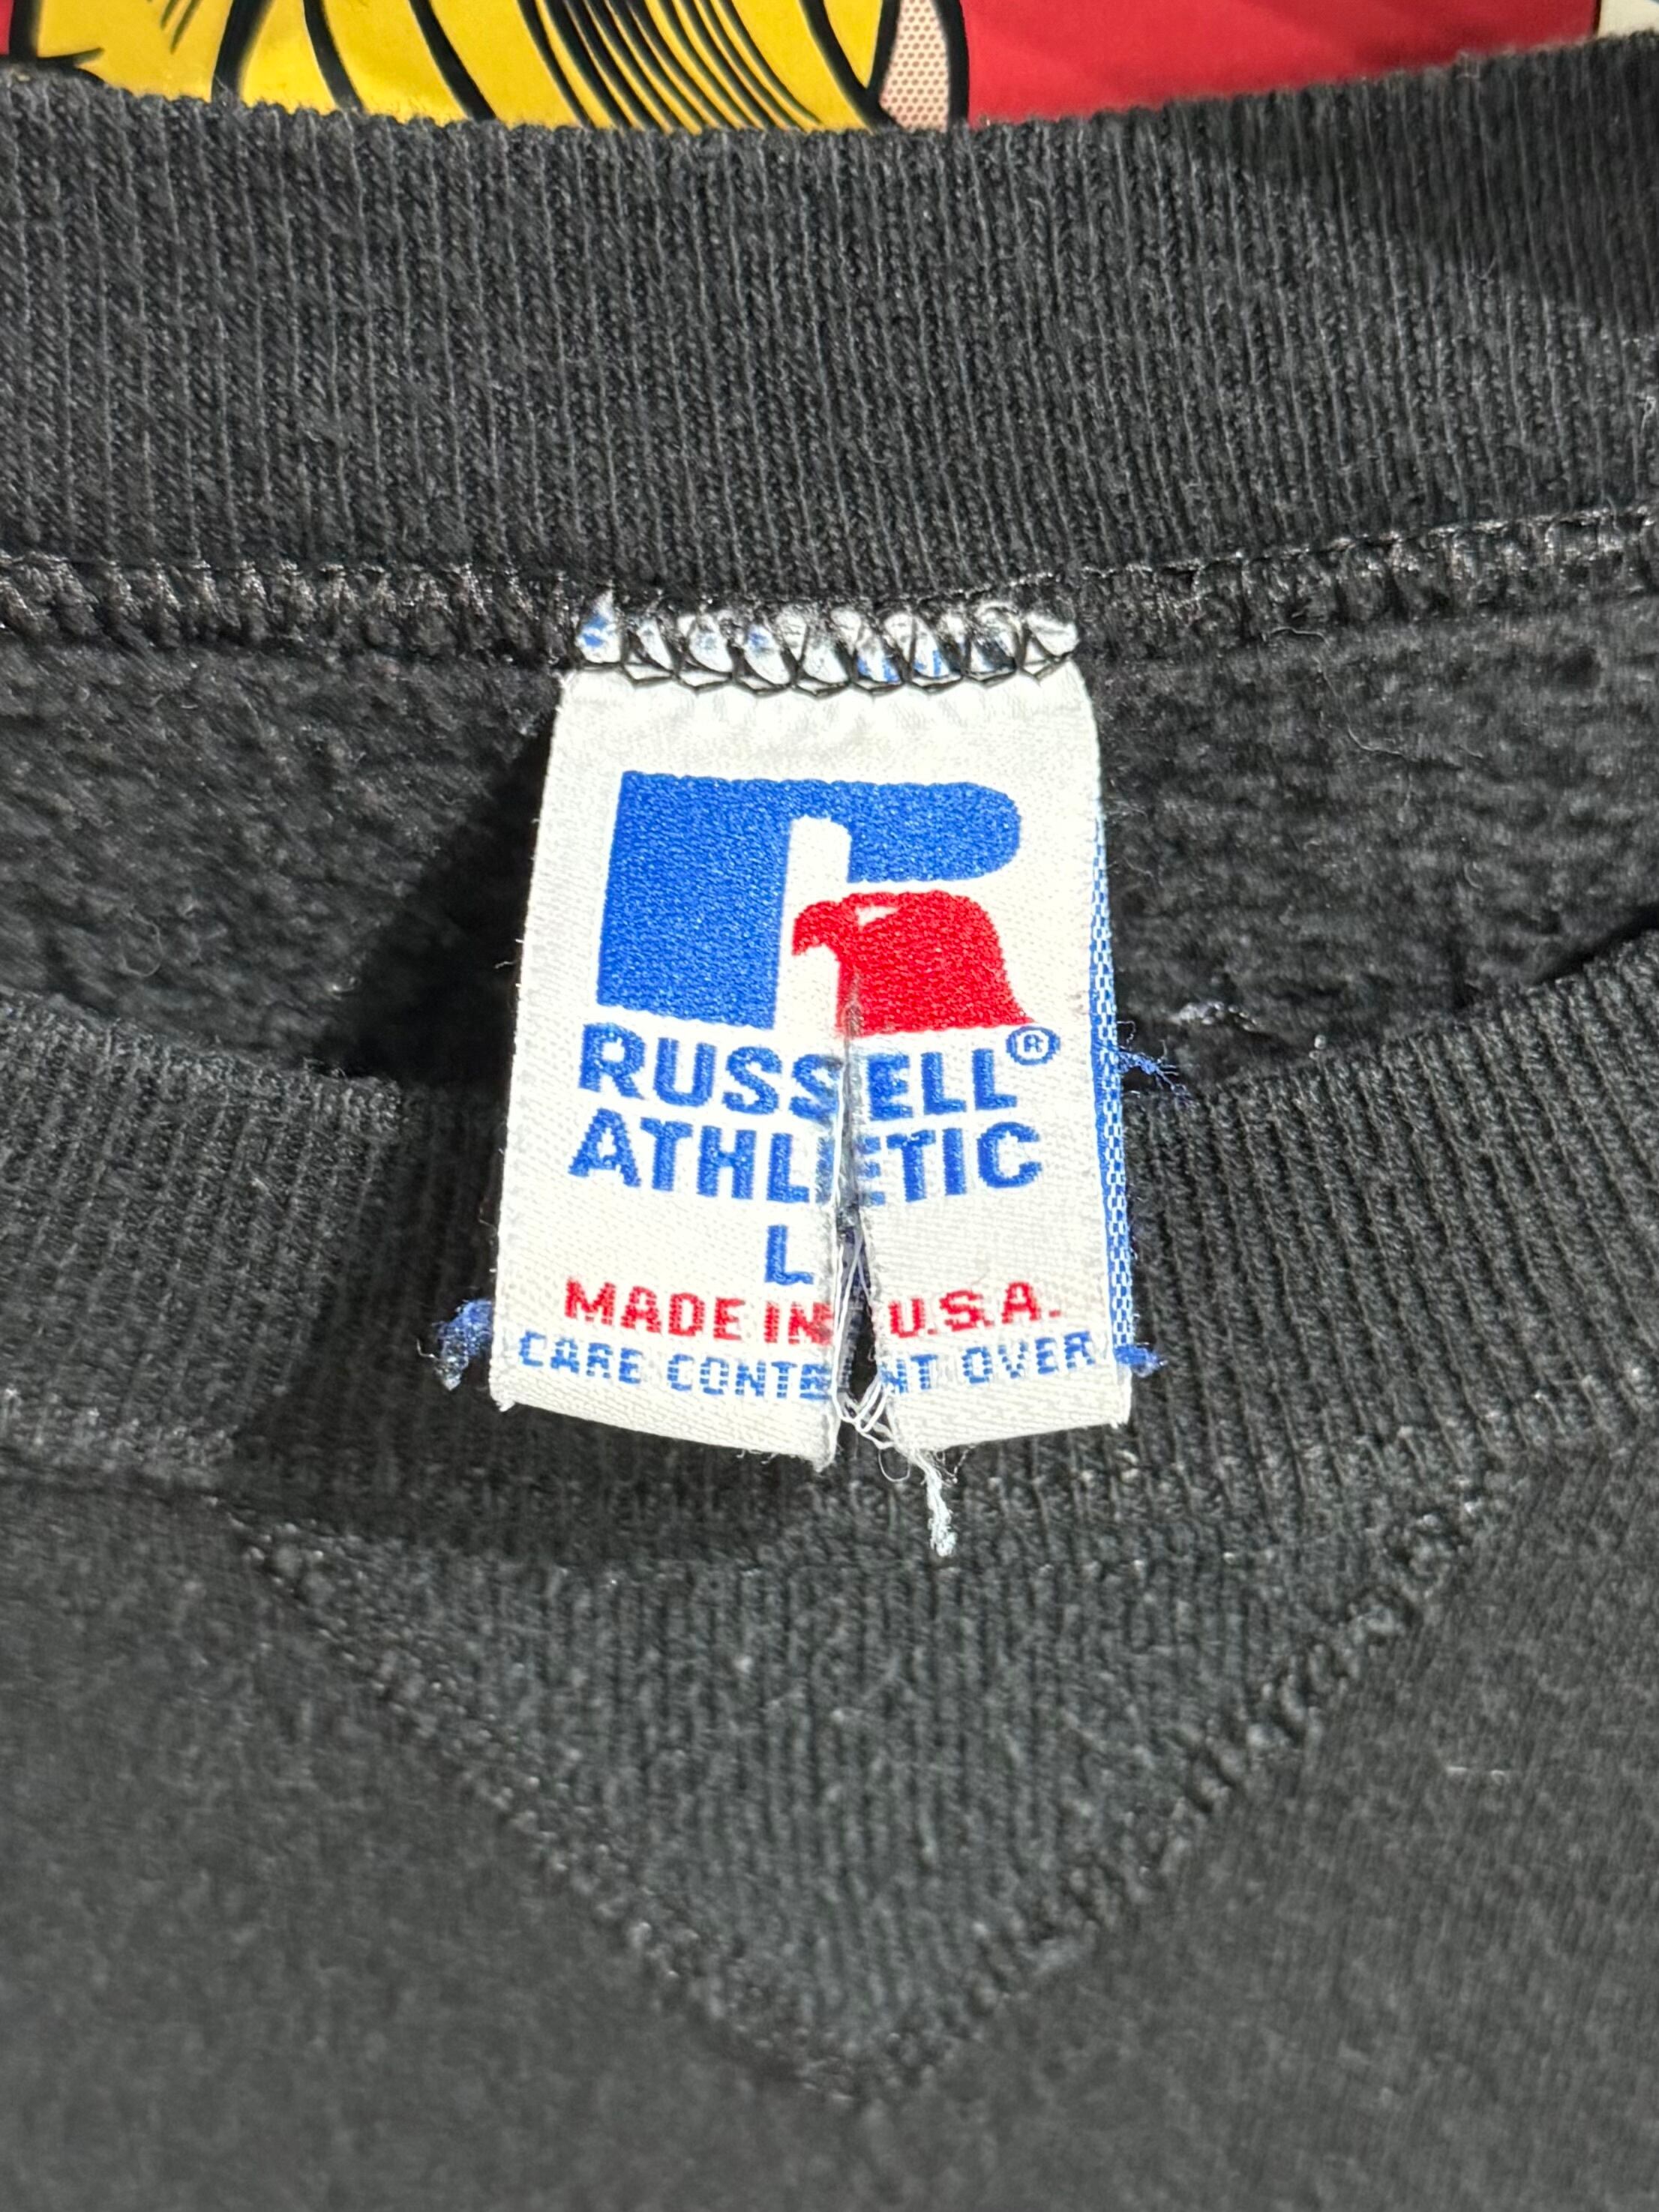 RUSSELL®
ATHLETIC
L
MADE IN U.S.A.
CARE CONTENT OVER